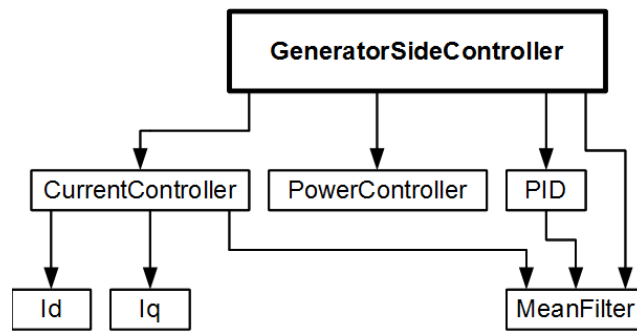 GeneratorSideController
CurrentController
PowerController
PID
Id
Iq
MeanFilter